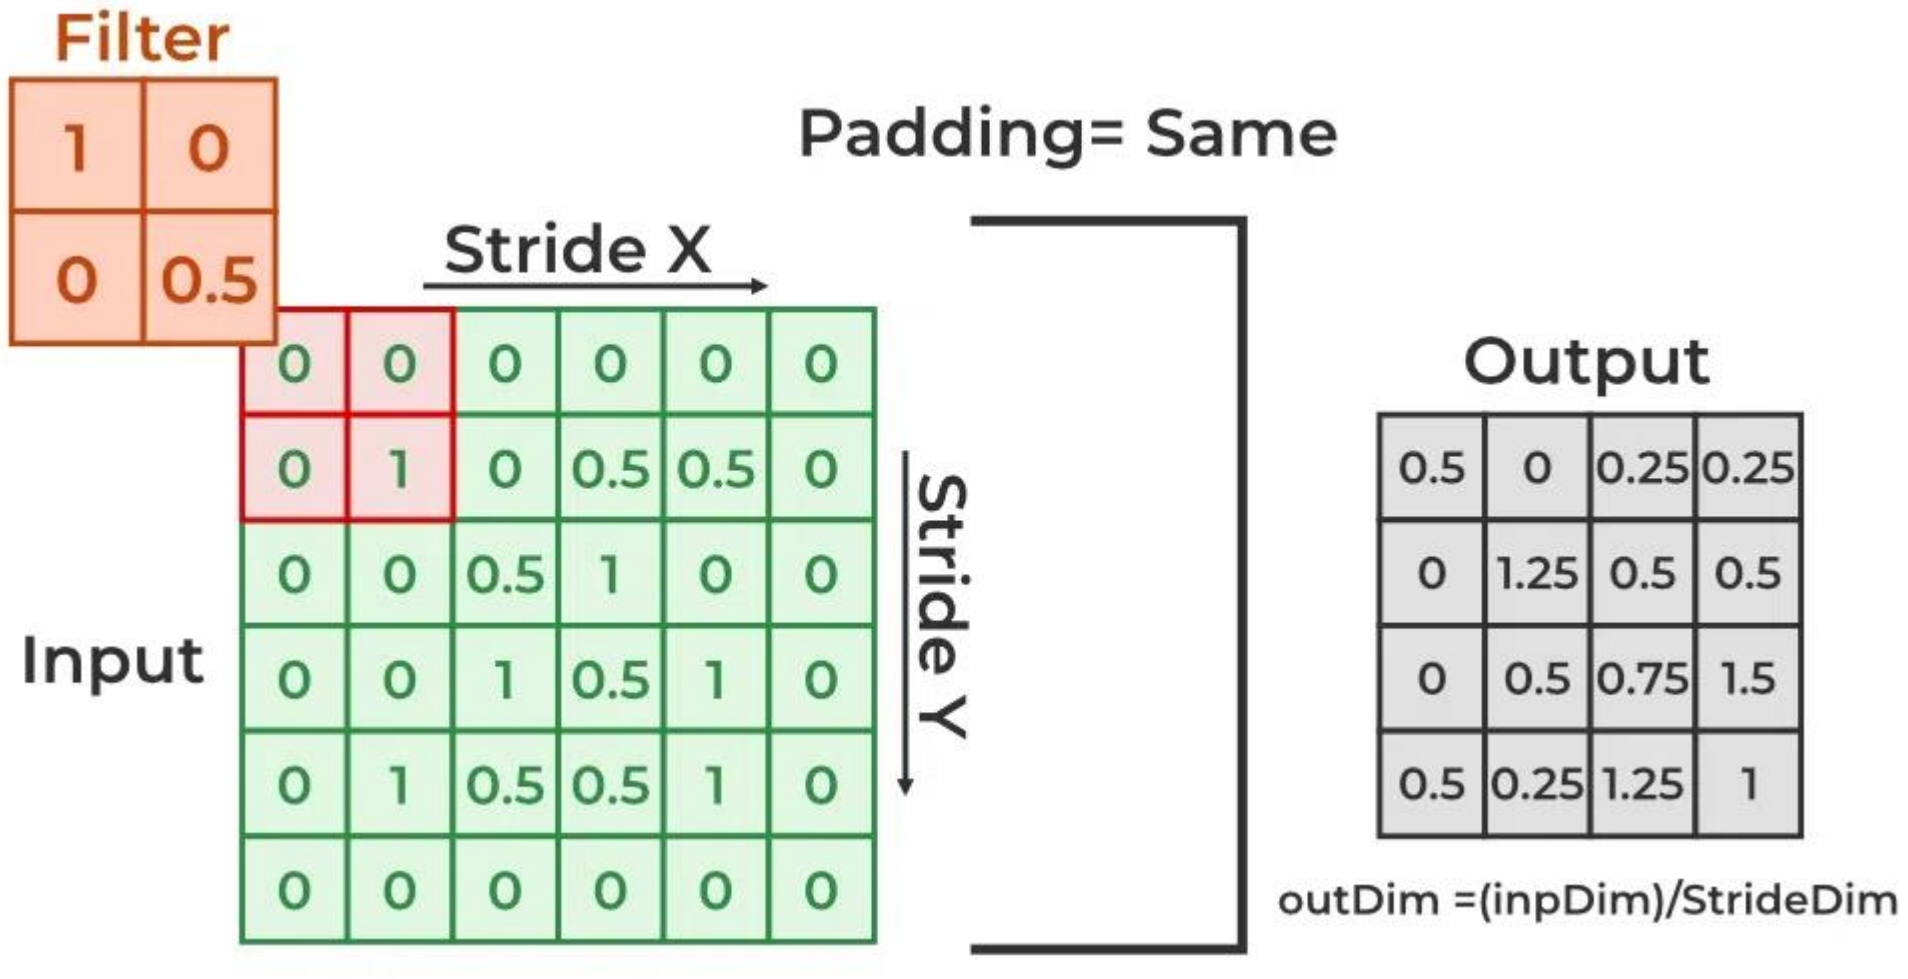 Filter
1 0
0 0.5
Padding= Same
Stride X
Input
0 0 0 0 0 0
0 1 0 0.5 0.5 0
0 0 0.5 1 0 0
0 0 1 0.5 1 0
0 1 0.5 0.5 1 0
0 0 0 0 0 0
Stride Y
Output
0.5 0 0.25 0.25
0 1.25 0.5 0.5
0 0.5 0.75 1.5
0.5 0.25 1.25 1
outDim =(inpDim)/StrideDim